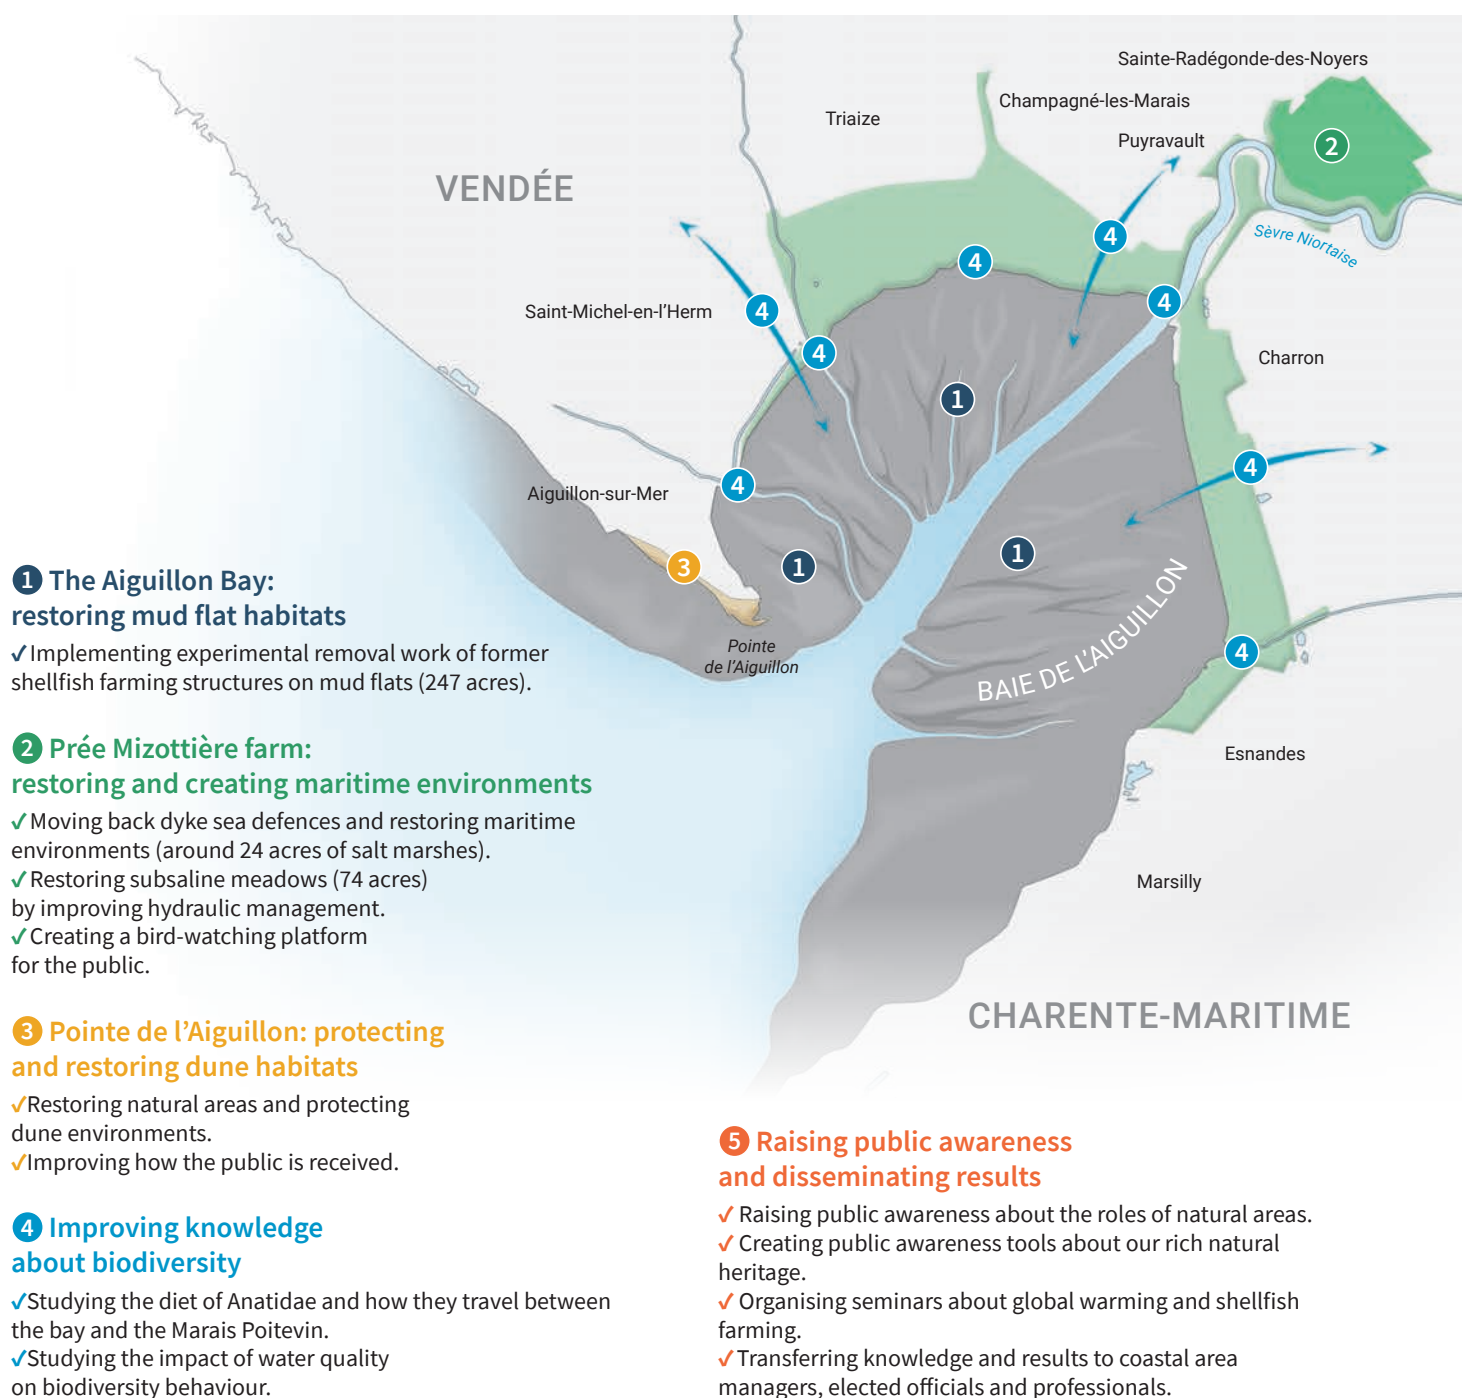 Sainte-Radégonde-des-Noyers
Champagné-les-Marais
Triaize
Puyravault
2
VENDÉE
Sèvre Niortaise
4
4
4
4
Saint-Michel-en-l'Herm
4
Charron
1
4
4
Aiguillon-sur-Mer
1
3
1
BAIE DE L'AIGUILLON
4
Pointe
de l'Aiguillon
Esnandes
Marsilly
CHARENTE-MARITIME
1 The Aiguillon Bay:
restoring mud flat habitats
✓ Implementing experimental removal work of former
shellfish farming structures on mud flats (247 acres).
2 Prée Mizottière farm:
restoring and creating maritime environments
✓ Moving back dyke sea defences and restoring maritime
environments (around 24 acres of salt marshes).
✓ Restoring subsaline meadows (74 acres)
by improving hydraulic management.
✓ Creating a bird-watching platform
for the public.
3 Pointe de l’Aiguillon: protecting
and restoring dune habitats
✓Restoring natural areas and protecting
dune environments.
✓Improving how the public is received.
4 Improving knowledge
about biodiversity
✓Studying the diet of Anatidae and how they travel between
the bay and the Marais Poitevin.
✓Studying the impact of water quality
on biodiversity behaviour.
5 Raising public awareness
and disseminating results
✓ Raising public awareness about the roles of natural areas.
✓ Creating public awareness tools about our rich natural
heritage.
✓ Organising seminars about global warming and shellfish
farming.
✓ Transferring knowledge and results to coastal area
managers, elected officials and professionals.